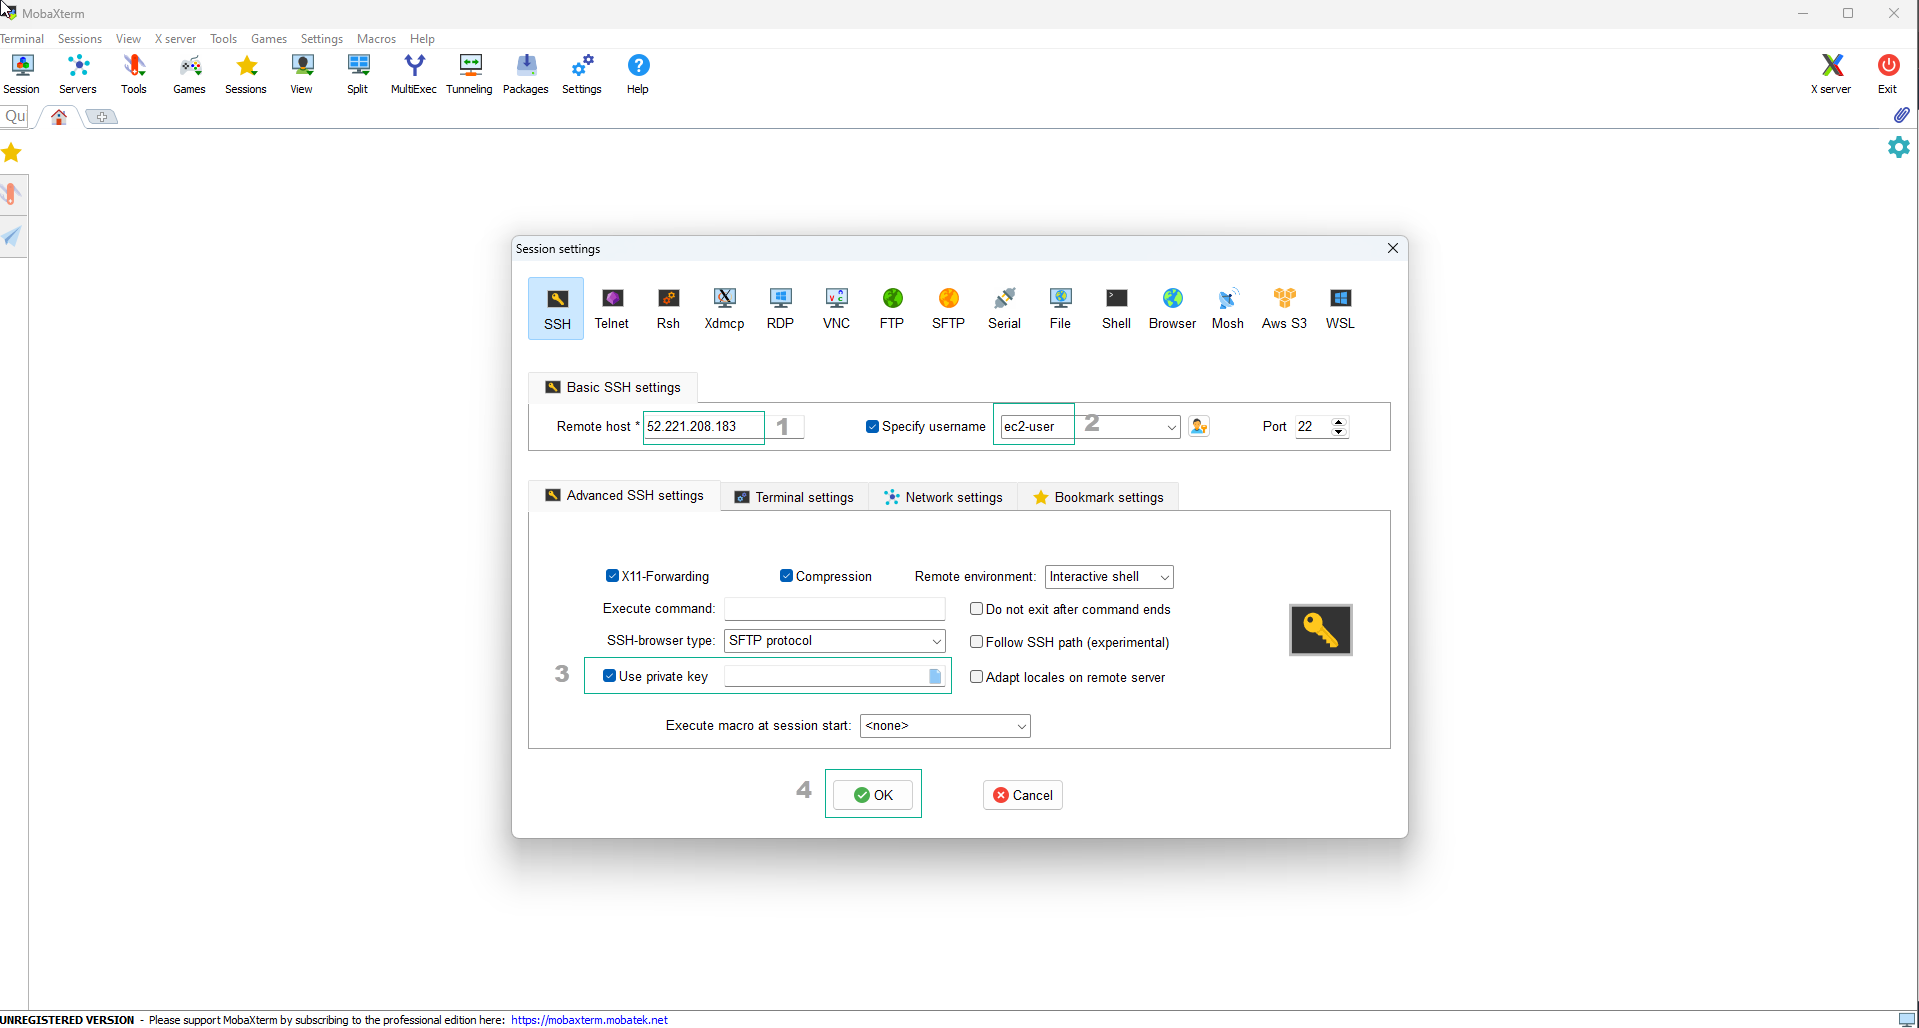 MobaXterm
Terminal Sessions View X server Tools Games Settings Macros Help
Session Servers Tools Games Sessions View Split MultiExec Tunneling Packages Settings Help X server Exit
Qu
Session settings
SSH Telnet Rsh Xdmcp RDP VNC FTP SFTP Serial File Shell Browser Mosh Aws S3 WSL
Basic SSH settings
Remote host * 52.221.208.183 1 Specify username ec2-user 2 Port 22
Advanced SSH settings Terminal settings Network settings Bookmark settings
X11-Forwarding Compression Remote environment: Interactive shell
Execute command: Do not exit after command ends
SSH-browser type: SFTP protocol Follow SSH path (experimental)
3 Use private key Adapt locales on remote server
Execute macro at session start: <none>
4 OK Cancel
UNREGISTERED VERSION - Please support MobaXterm by subscribing to the professional edition here: https://mobaxterm.mobatek.net